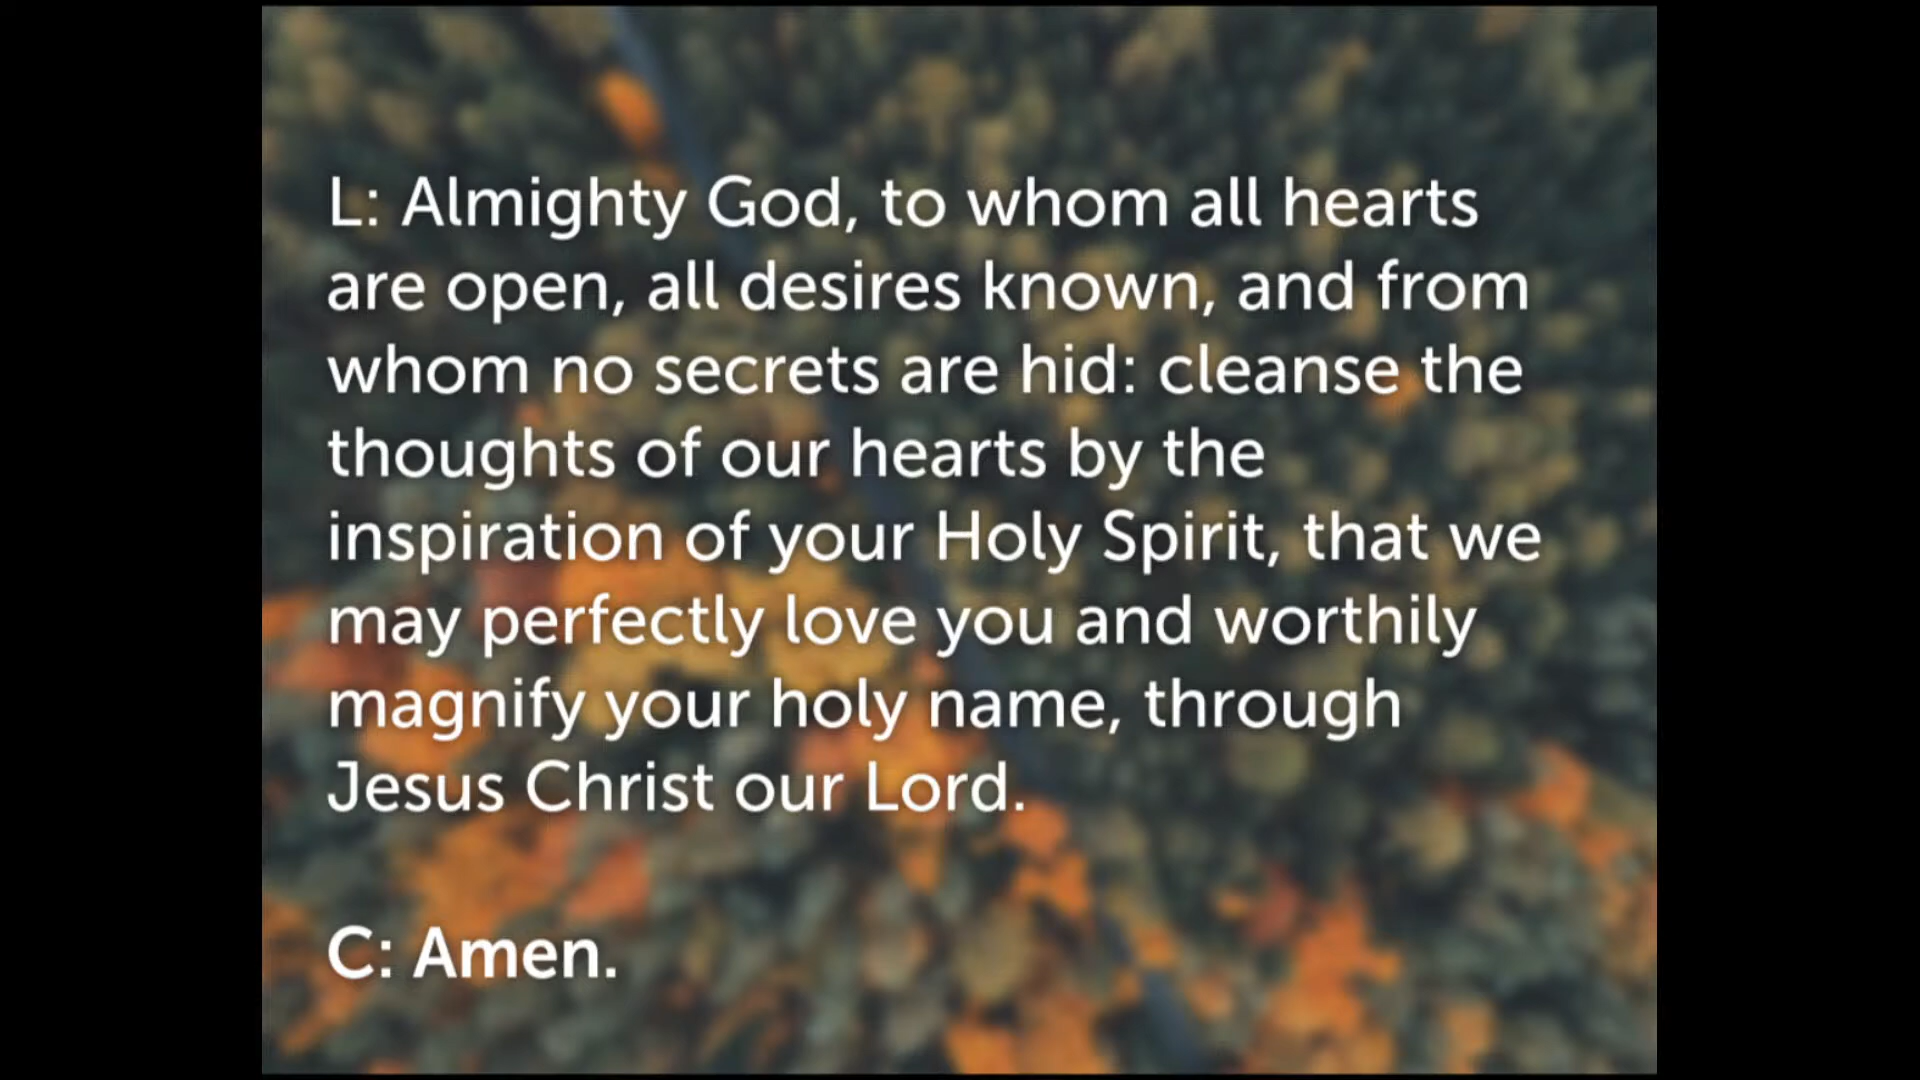 L: Almighty God, to whom all hearts
are open, all desires known, and from
whom no secrets are hid: cleanse the
thoughts of our hearts by the
inspiration of your Holy Spirit, that we
may perfectly love you and worthily
magnify your holy name, through
Jesus Christ our Lord.
C: Amen.